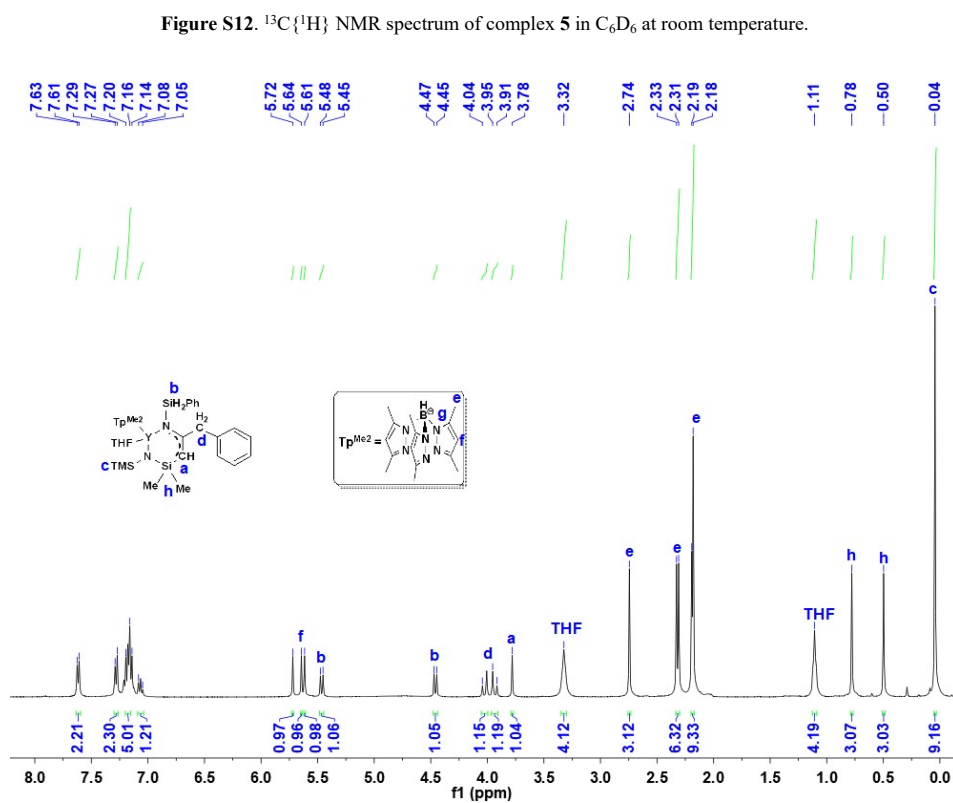 Figure S12. ¹³C{¹H} NMR spectrum of complex 5 in C₆D₆ at room temperature.
7.63 7.61 7.29 7.27 7.20 7.16 7.14 7.08 7.05 5.72 5.64 5.61 5.48 5.45 4.47 4.45 4.04 3.95 3.91 3.78 3.32 2.74 2.33 2.31 2.19 2.18 1.11 0.78 0.50 0.04
c
b
SiH₂Ph
Tpᴹᵉ² N C H₂
THF Y d
N CH
cTMS Si a
Me h Me
H
B⊖ e
g N
Tpᴹᵉ² = N N f
N N N
e
e e h h
THF THF
f b b d a
2.21 2.30 5.01 1.21 0.97 0.96 0.98 1.06 1.05 1.15 1.19 1.04 4.12 3.12 6.32 9.33 4.19 3.07 3.03 9.16
8.0 7.5 7.0 6.5 6.0 5.5 5.0 4.5 4.0 3.5 3.0 2.5 2.0 1.5 1.0 0.5 0.0
f1 (ppm)